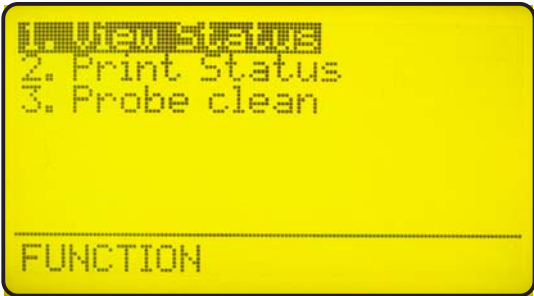 1. View Status
2. Print Status
3. Probe clean
FUNCTION